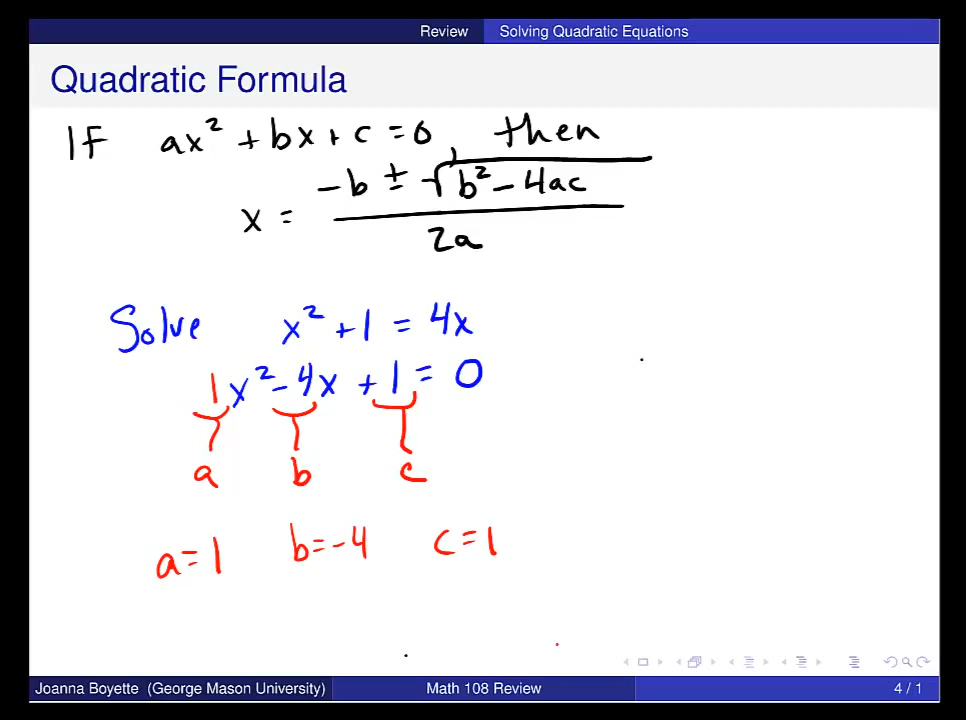 Review Solving Quadratic Equations
Quadratic Formula
If ax² + bx + c = 0, then
x = (-b ± √(b² - 4ac)) / 2a
Solve x² + 1 = 4x
1x² - 4x + 1 = 0
a b c
a = 1 b = -4 c = 1
Joanna Boyette (George Mason University) Math 108 Review 4 / 1